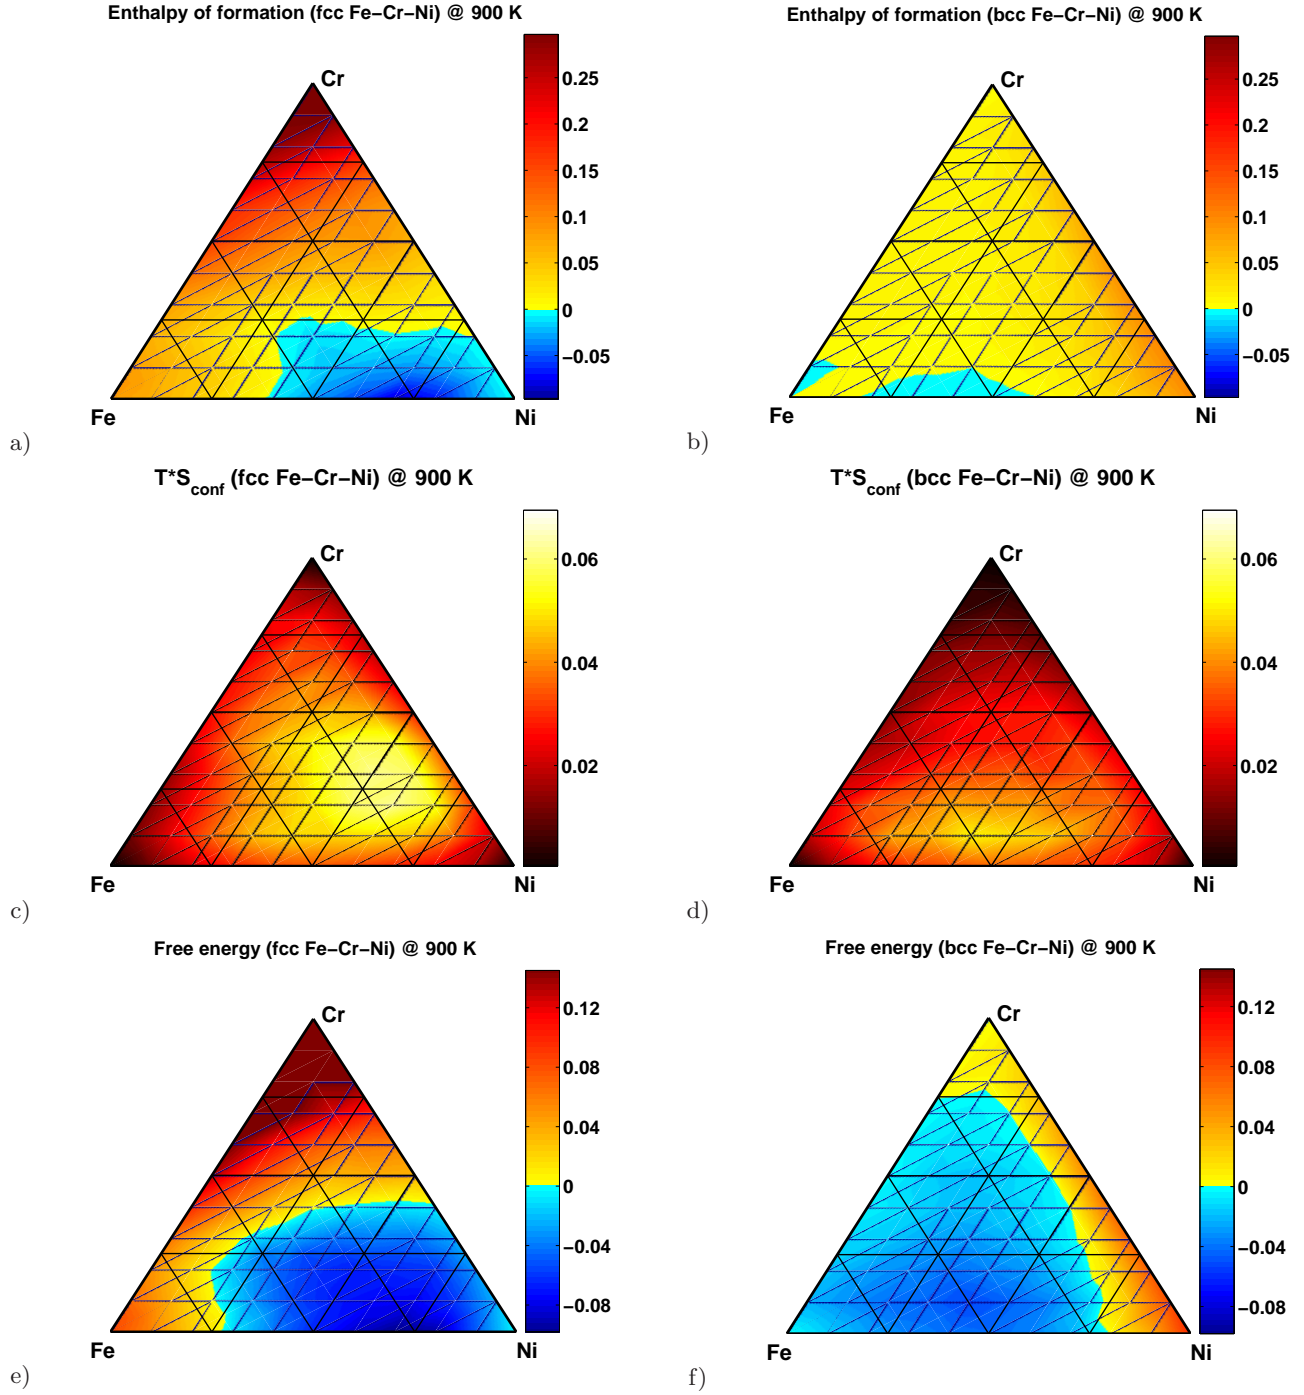 Enthalpy of formation (fcc Fe−Cr−Ni) @ 900 K
Cr
0.25
0.2
0.15
0.1
0.05
0
−0.05
Fe
Ni
a)
Enthalpy of formation (bcc Fe−Cr−Ni) @ 900 K
Cr
0.25
0.2
0.15
0.1
0.05
0
−0.05
Fe
Ni
b)
T*Sconf (fcc Fe−Cr−Ni) @ 900 K
Cr
0.06
0.04
0.02
Fe
Ni
c)
T*Sconf (bcc Fe−Cr−Ni) @ 900 K
Cr
0.06
0.04
0.02
Fe
Ni
d)
Free energy (fcc Fe−Cr−Ni) @ 900 K
Cr
0.12
0.08
0.04
0
−0.04
−0.08
Fe
Ni
e)
Free energy (bcc Fe−Cr−Ni) @ 900 K
Cr
0.12
0.08
0.04
0
−0.04
−0.08
Fe
Ni
f)